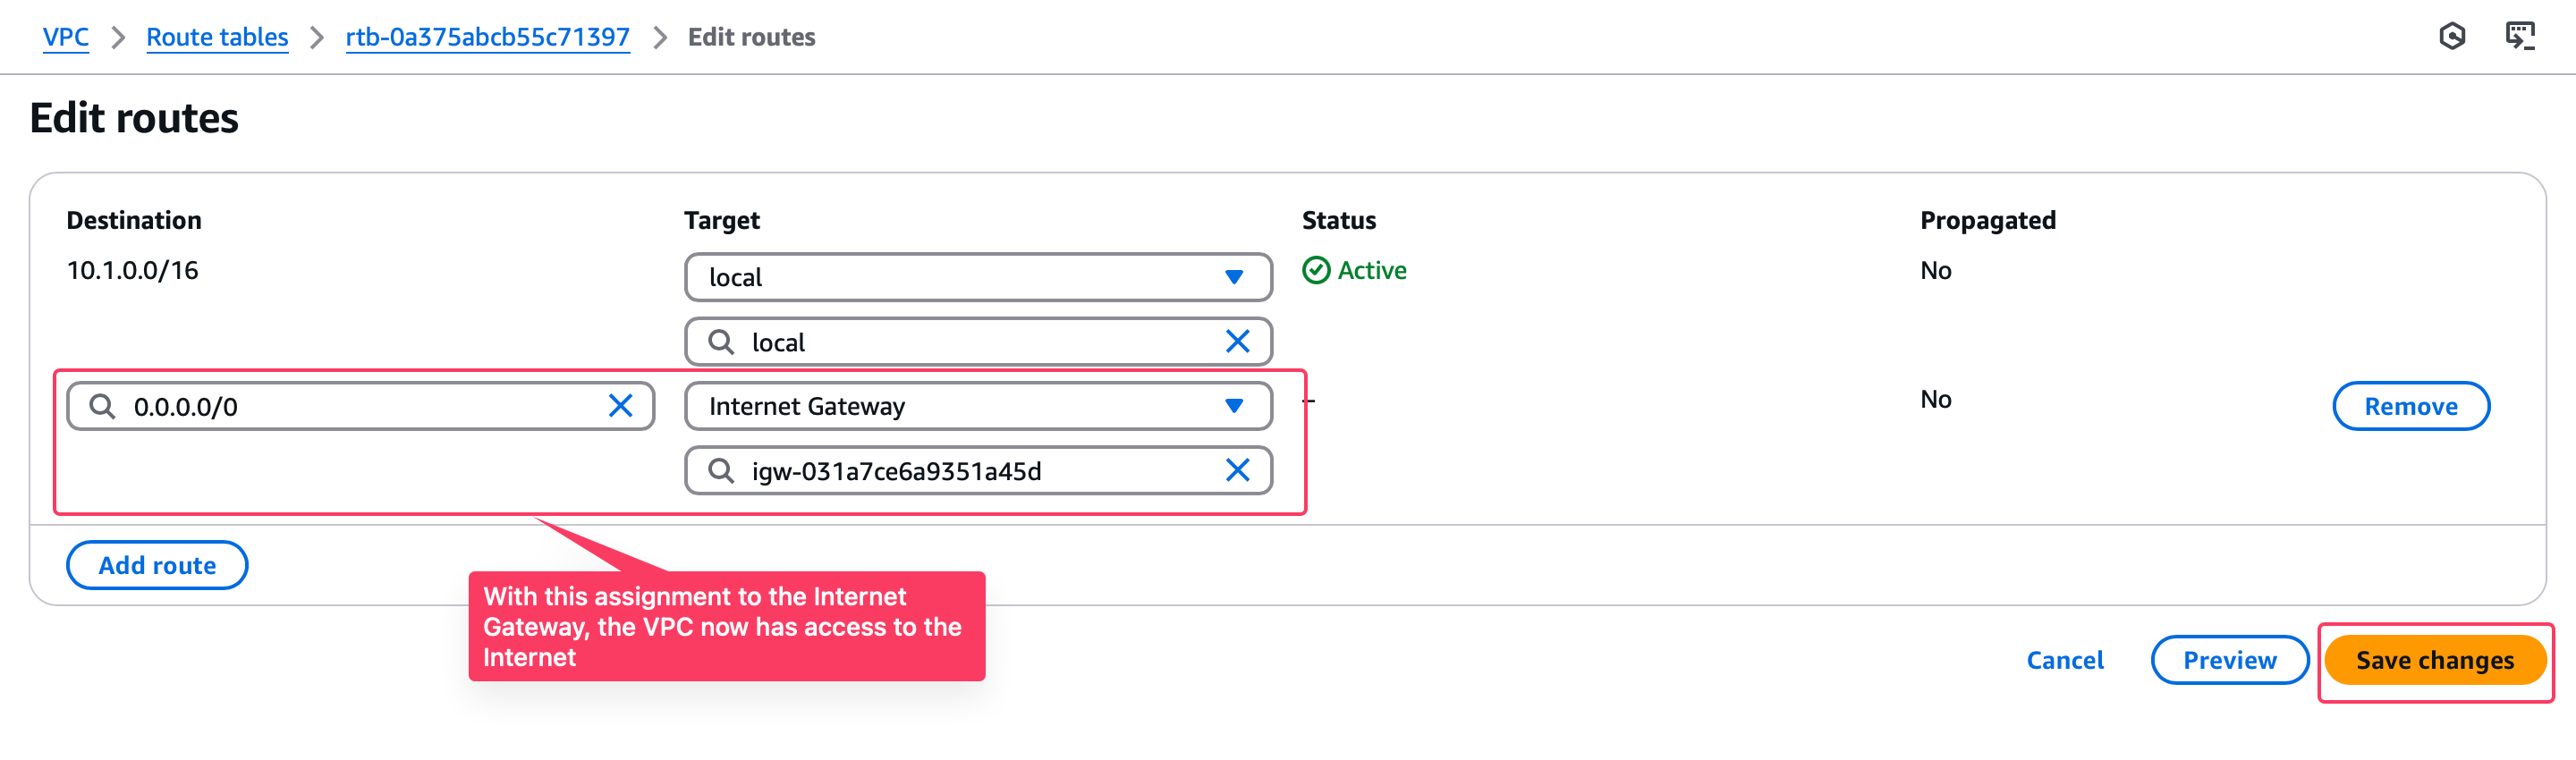 VPC > Route tables > rtb-0a375abcb55c71397 > Edit routes
Edit routes
Destination Target Status Propagated
10.1.0.0/16 local Active No
local
0.0.0.0/0 Internet Gateway – No Remove
igw-031a7ce6a9351a45d
Add route
With this assignment to the Internet
Gateway, the VPC now has access to the
Internet
Cancel Preview Save changes